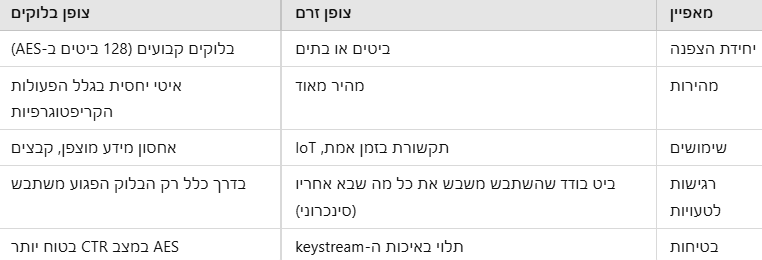 מאפיין	צופן זרם	צופן בלוקים
יחידת הצפנה	ביטים או בתים	בלוקים קבועים (128 ביטים ב-AES)
מהירות	מהיר מאוד	איטי יחסית בגלל הפעולות
הקריפטוגרפיות
שימושים	תקשורת בזמן אמת, IoT	אחסון מידע מוצפן, קבצים
רגישות	ביט בודד שהשתבש משבש את כל מה שבא אחריו	בדרך כלל רק הבלוק הפגוע משתבש
לטעויות	(סינכרוני)
בטיחות	תלוי באיכות ה-keystream	AES במצב CTR בטוח יותר